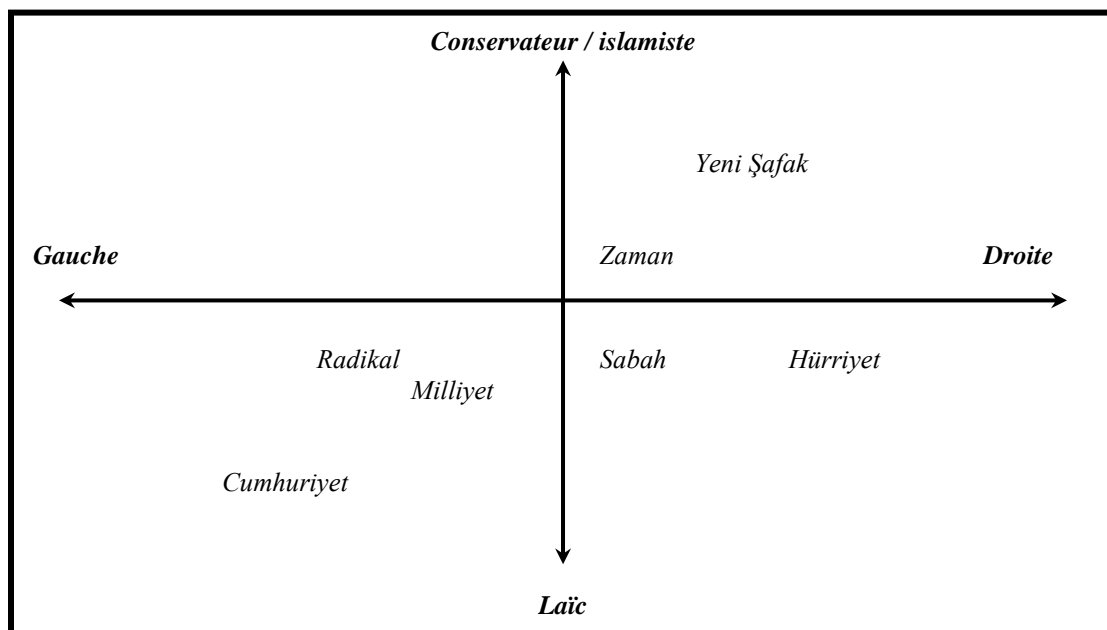 Conservateur / islamiste
Yeni Şafak
Gauche Zaman Droite
Radikal Sabah Hürriyet
Milliyet
Cumhuriyet
Laïc